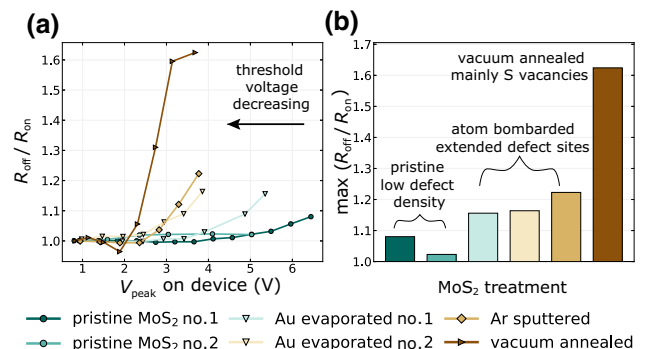 (a)
1.6
1.5
1.4
1.3
1.2
1.1
1.0
R_off / R_on
threshold
voltage
decreasing
1 2 3 4 5 6
V_peak on device (V)
(b)
1.7
1.6
1.5
1.4
1.3
1.2
1.1
1.0
max (R_off / R_on)
vacuum annealed
mainly S vacancies
atom bombarded
extended defect sites
pristine
low defect
density
MoS₂ treatment
pristine MoS₂ no.1
Au evaporated no.1
Ar sputtered
pristine MoS₂ no.2
Au evaporated no.2
vacuum annealed